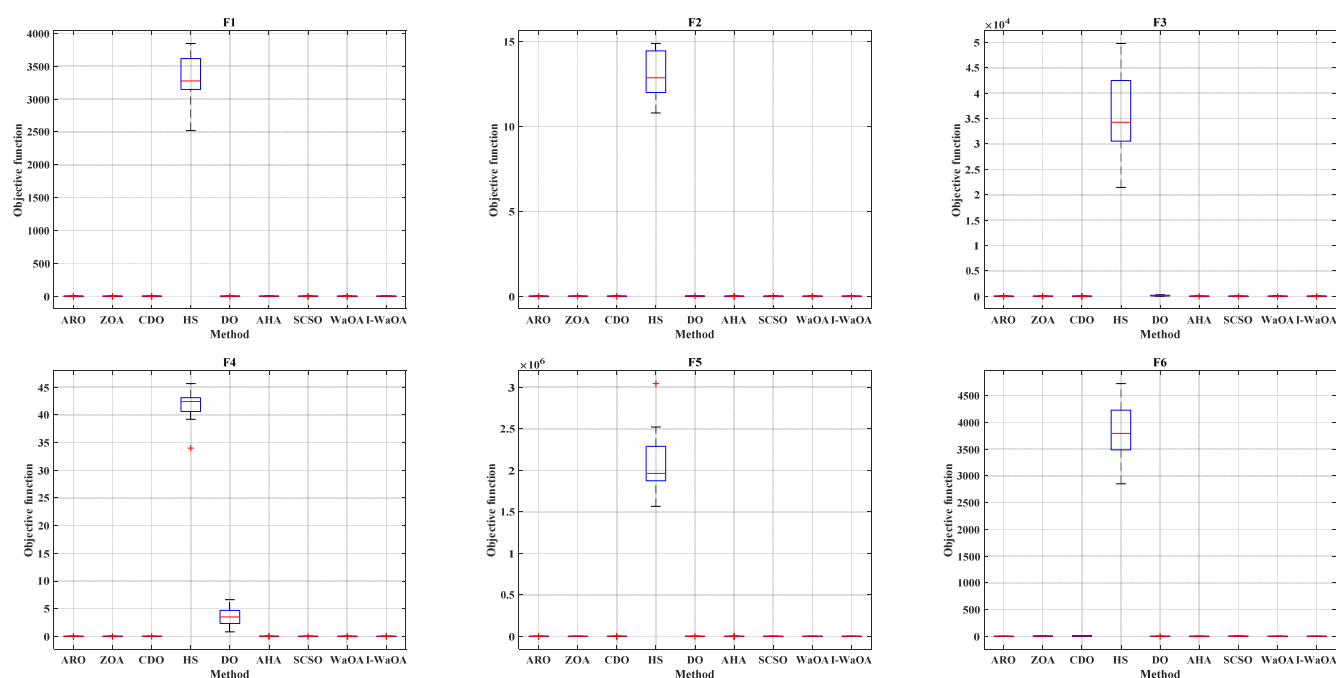 F1
4000
3500
3000
2500
2000
1500
1000
500
0
Objective function
ARO ZOA CDO HS DO AHA SCSO WaOA I-WaOA
Method
F2
15
10
5
0
Objective function
ARO ZOA CDO HS DO AHA SCSO WaOA I-WaOA
Method
F3
×10⁴
5
4.5
4
3.5
3
2.5
2
1.5
1
0.5
0
Objective function
ARO ZOA CDO HS DO AHA SCSO WaOA I-WaOA
Method
F4
45
40
35
30
25
20
15
10
5
0
Objective function
ARO ZOA CDO HS DO AHA SCSO WaOA I-WaOA
Method
F5
×10⁶
3
2.5
2
1.5
1
0.5
0
Objective function
ARO ZOA CDO HS DO AHA SCSO WaOA I-WaOA
Method
F6
4500
4000
3500
3000
2500
2000
1500
1000
500
0
Objective function
ARO ZOA CDO HS DO AHA SCSO WaOA I-WaOA
Method